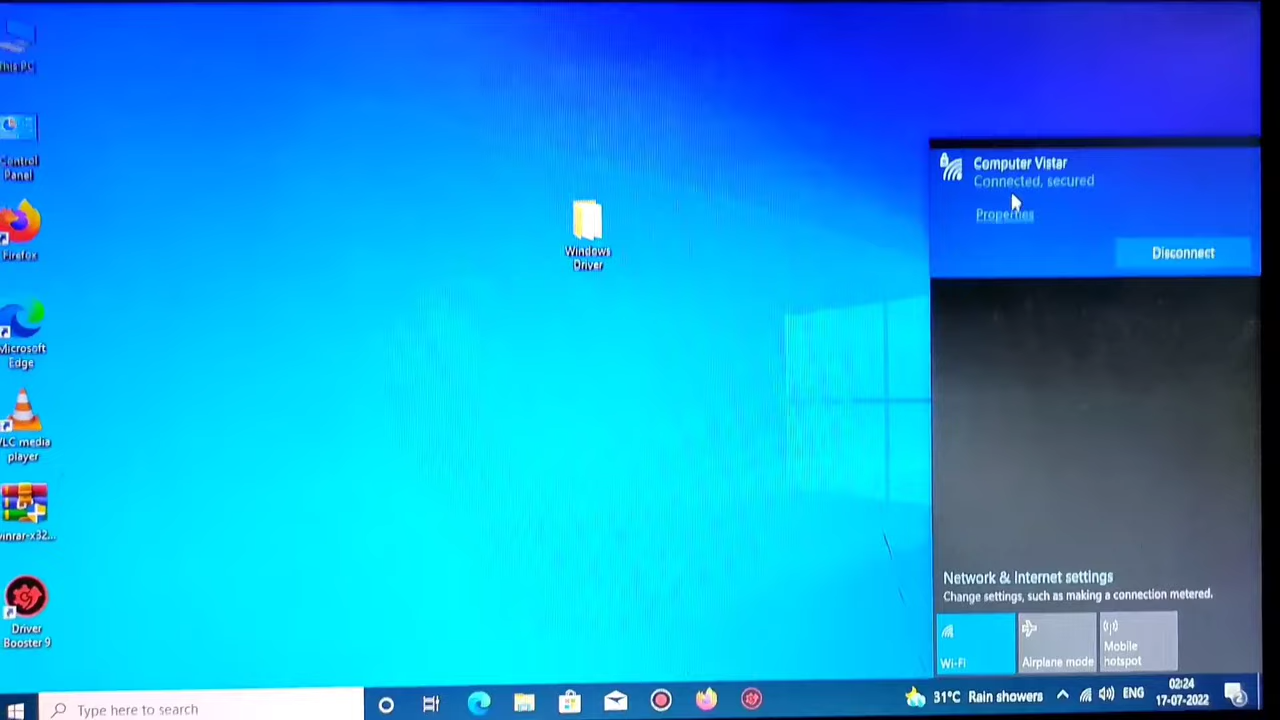 This PC
Control
Panel
Firefox
Microsoft
Edge
VLC media
player
winrar-x32...
Driver
Booster 9
Windows
Driver
Computer Vistar
Connected, secured
Properties
Disconnect
Network & Internet settings
Change settings, such as making a connection metered.
Wi-Fi
Airplane mode
Mobile
hotspot
Type here to search
31°C Rain showers
ENG
02:24
17-07-2022
2